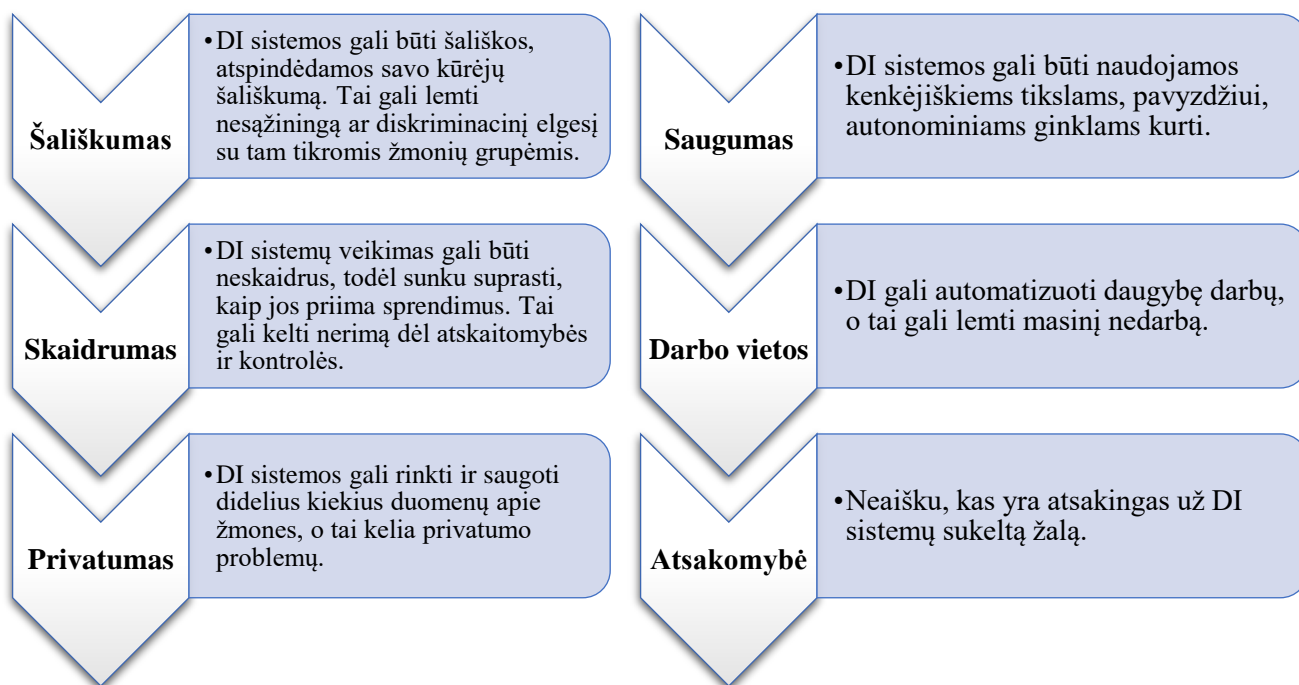 Šališkumas
•DI sistemos gali būti šališkos,
atspindėdamos savo kūrėjų
šališkumą. Tai gali lemti
nesąžiningą ar diskriminacinį elgesį
su tam tikromis žmonių grupėmis.
Skaidrumas
•DI sistemų veikimas gali būti
neskaidrus, todėl sunku suprasti,
kaip jos priima sprendimus. Tai
gali kelti nerimą dėl atskaitomybės
ir kontrolės.
Privatumas
•DI sistemos gali rinkti ir saugoti
didelius kiekius duomenų apie
žmones, o tai kelia privatumo
problemų.
Saugumas
•DI sistemos gali būti naudojamos
kenkėjiškiems tikslams, pavyzdžiui,
autonominiams ginklams kurti.
Darbo vietos
•DI gali automatizuoti daugybę darbų,
o tai gali lemti masinį nedarbą.
Atsakomybė
•Neaišku, kas yra atsakingas už DI
sistemų sukeltą žalą.